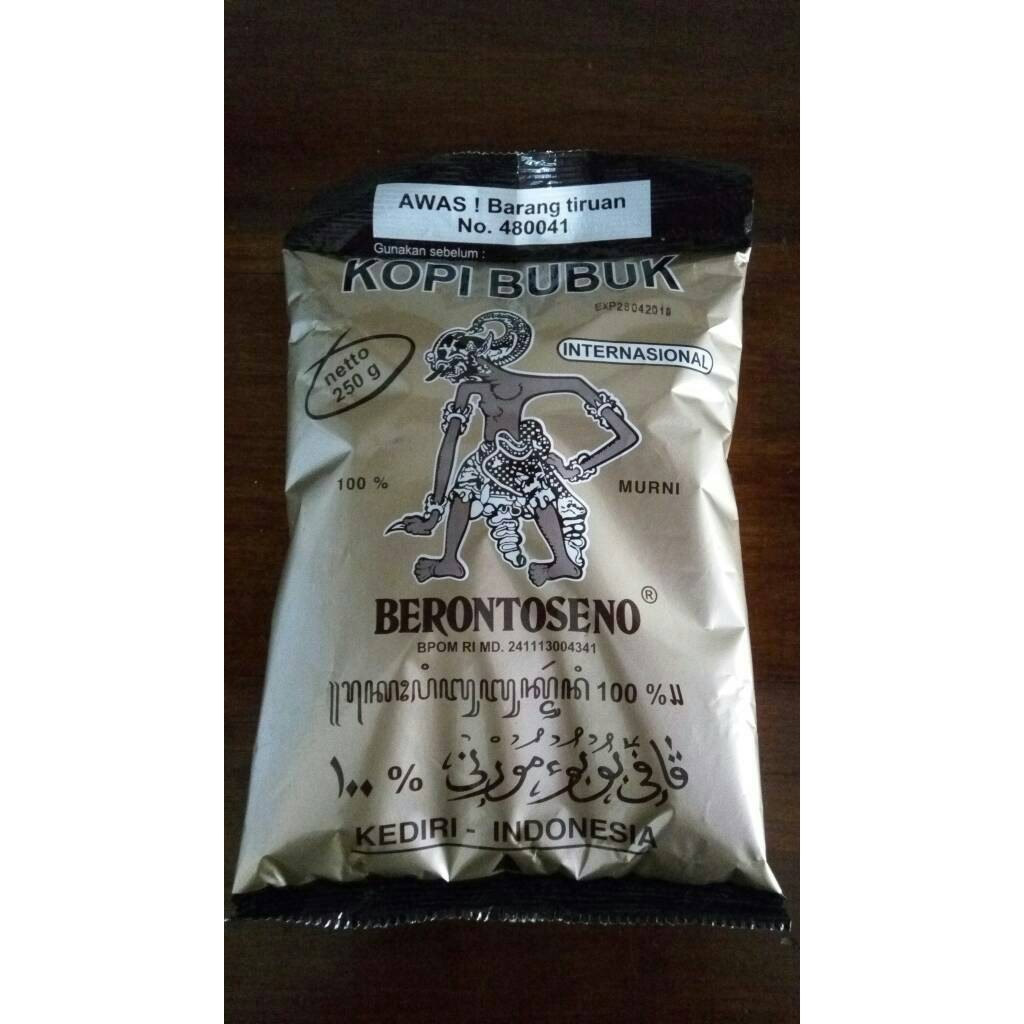 AWAS ! Barang tiruan
No. 480041
Gunakan sebelum :
KOPI BUBUK
EXP28042018
INTERNASIONAL
netto
250 g
100 %
MURNI
BERONTOSENO®
BPOM RI MD. 241113004341
100 %
١٠٠ %
KEDIRI - INDONESIA